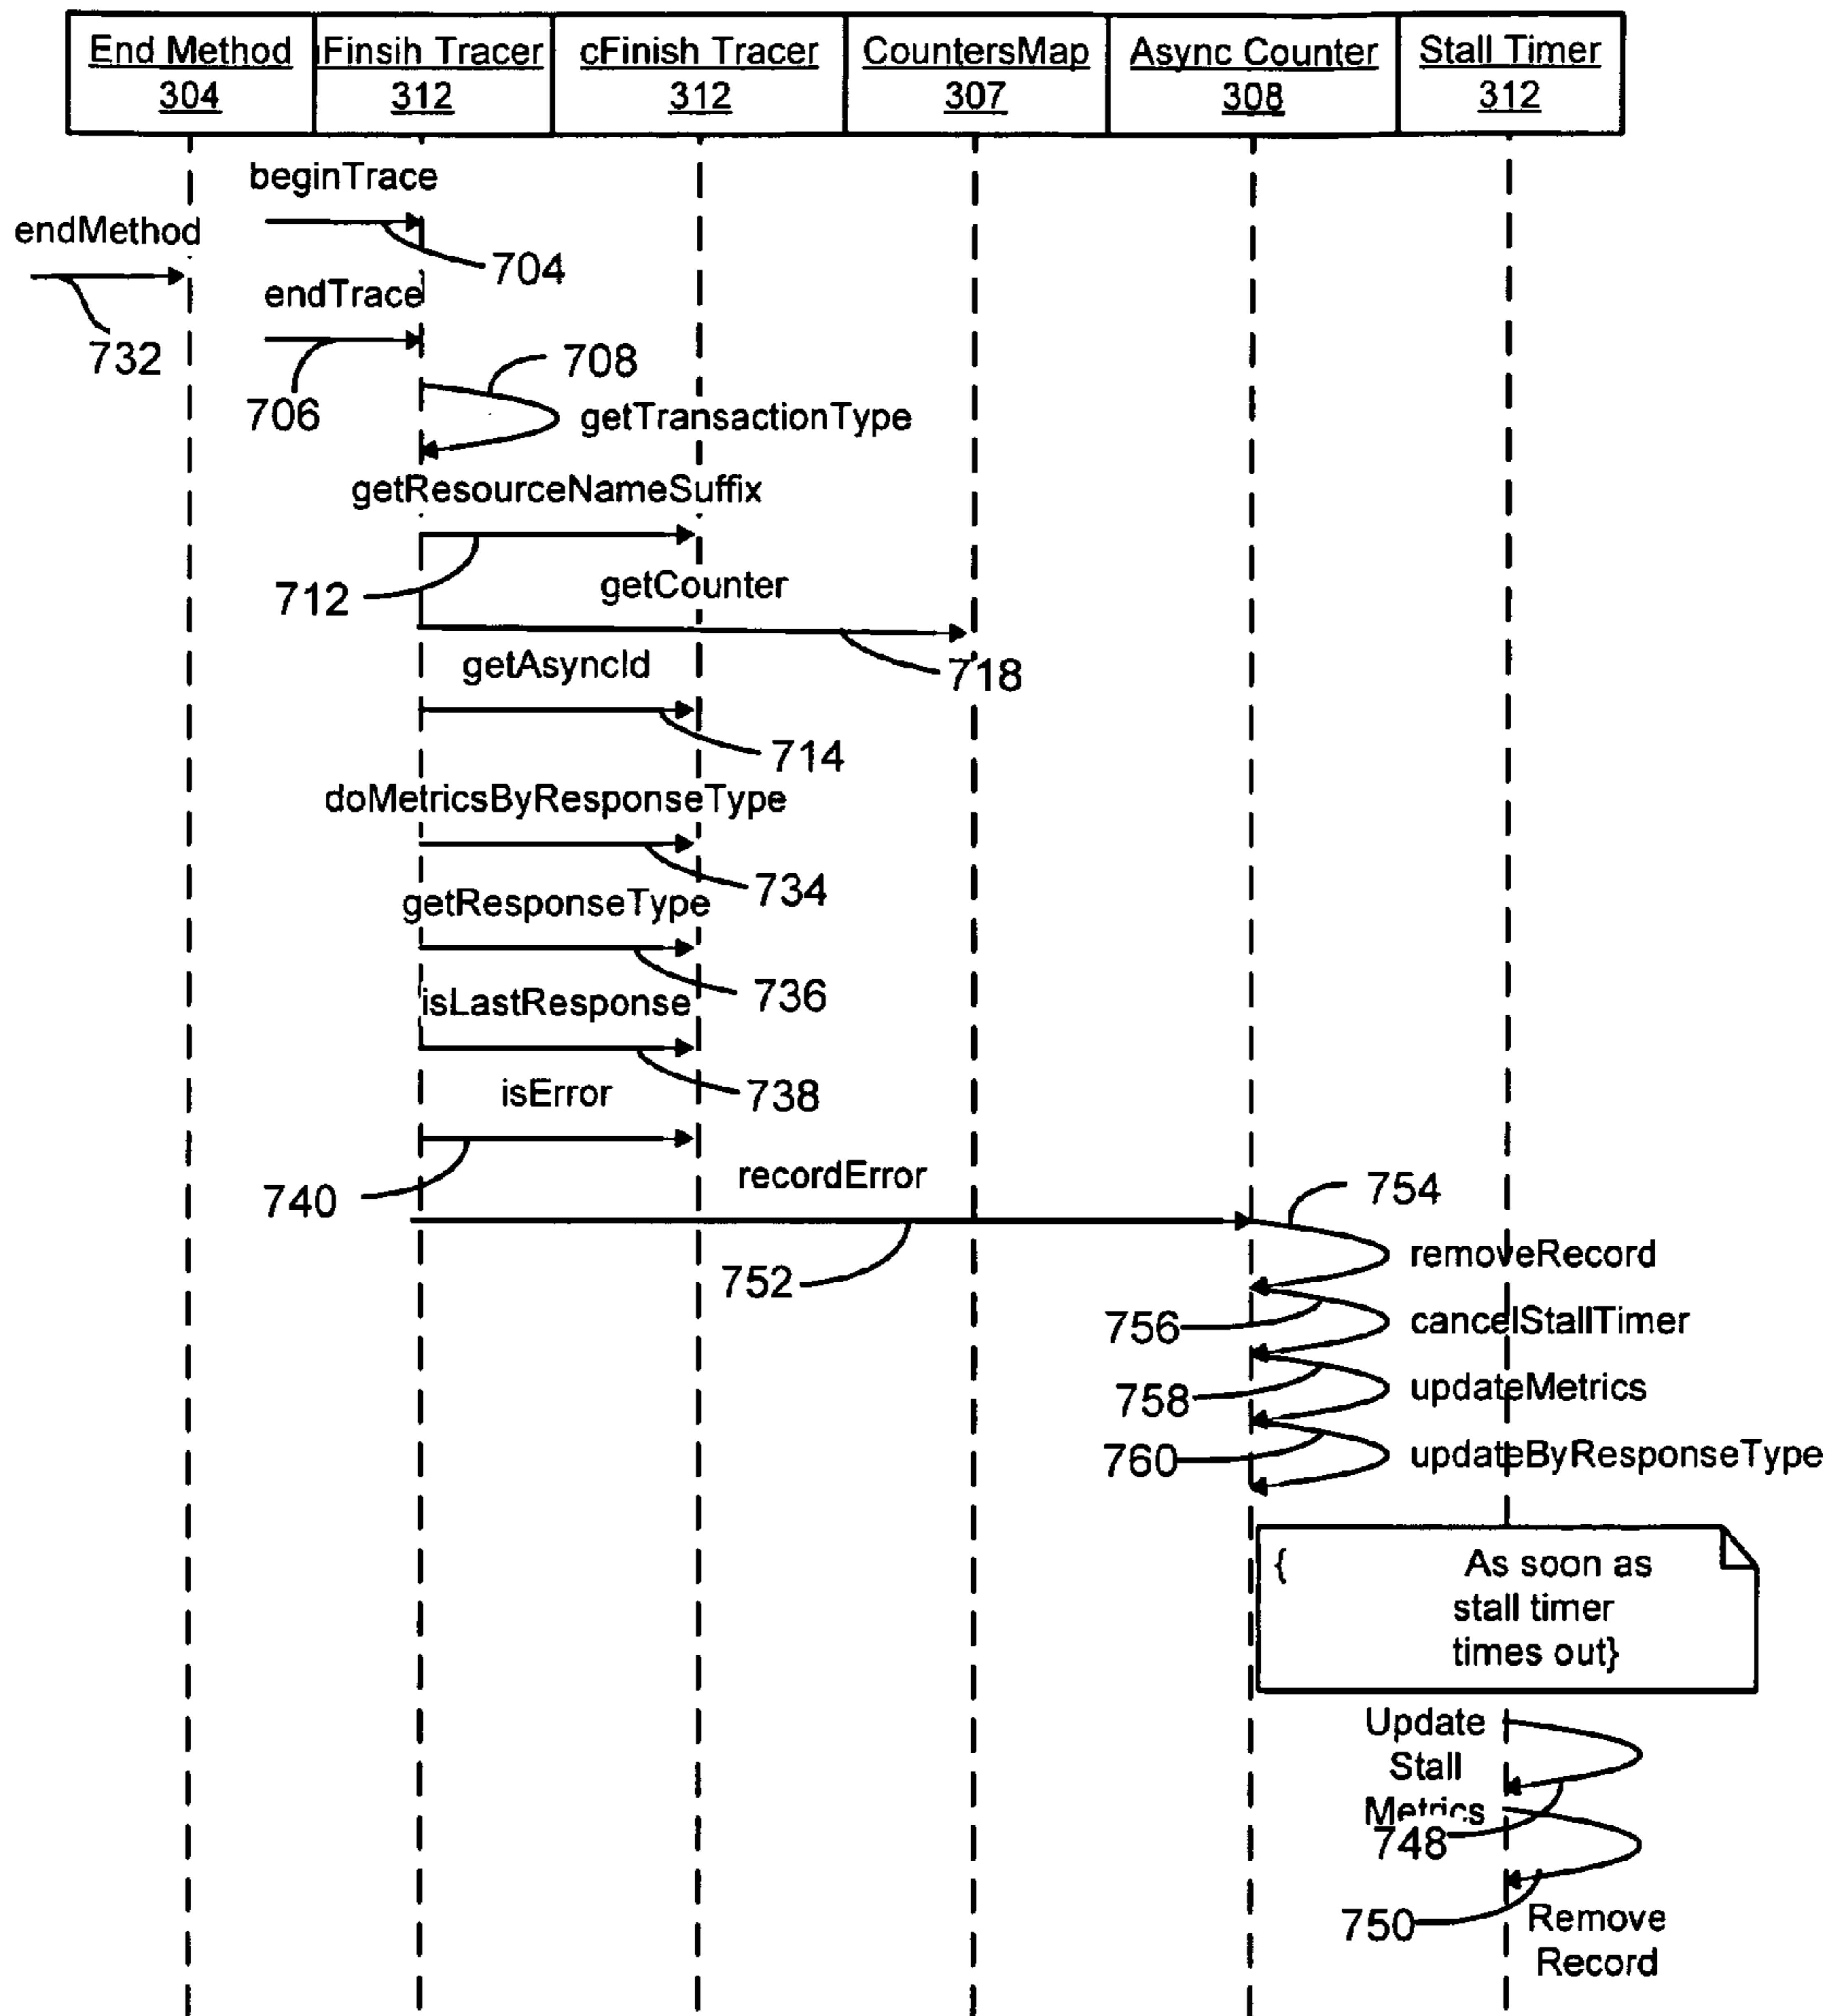 End Method iFinsih Tracer cFinish Tracer CountersMap Async Counter Stall Timer
304 312 312 307 308 312
beginTrace
endMethod
704
endTrace
732
708
706
getTransactionType
getResourceNameSuffix
712
getCounter
718
getAsyncId
714
doMetricsByResponseType
734
getResponseType
736
isLastResponse
738
isError
740
recordError
754
752
removeRecord
756
cancelStallTimer
758
updateMetrics
760
updateByResponseType
{ As soon as
stall timer
times out}
Update
Stall
Metrics
748
750
Remove
Record